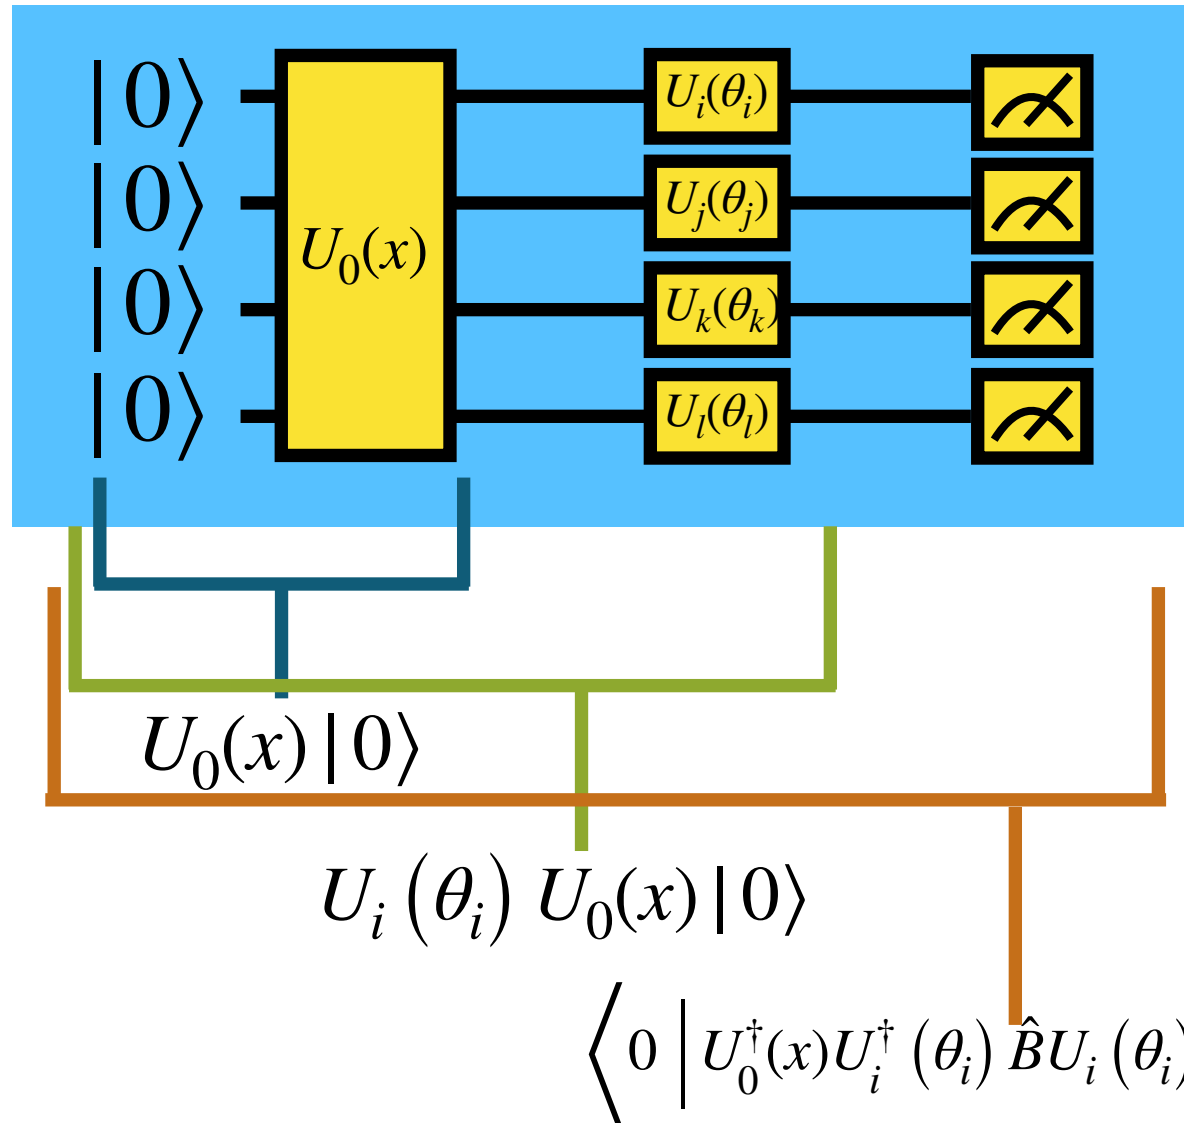 |0⟩ U₀(x) Uᵢ(θᵢ)
|0⟩ Uⱼ(θⱼ)
|0⟩ Uₖ(θₖ)
|0⟩ Uₗ(θₗ)
U₀(x)|0⟩
Uᵢ(θᵢ) U₀(x)|0⟩
⟨0|U₀†(x)Uᵢ†(θᵢ) B̂Uᵢ(θᵢ)